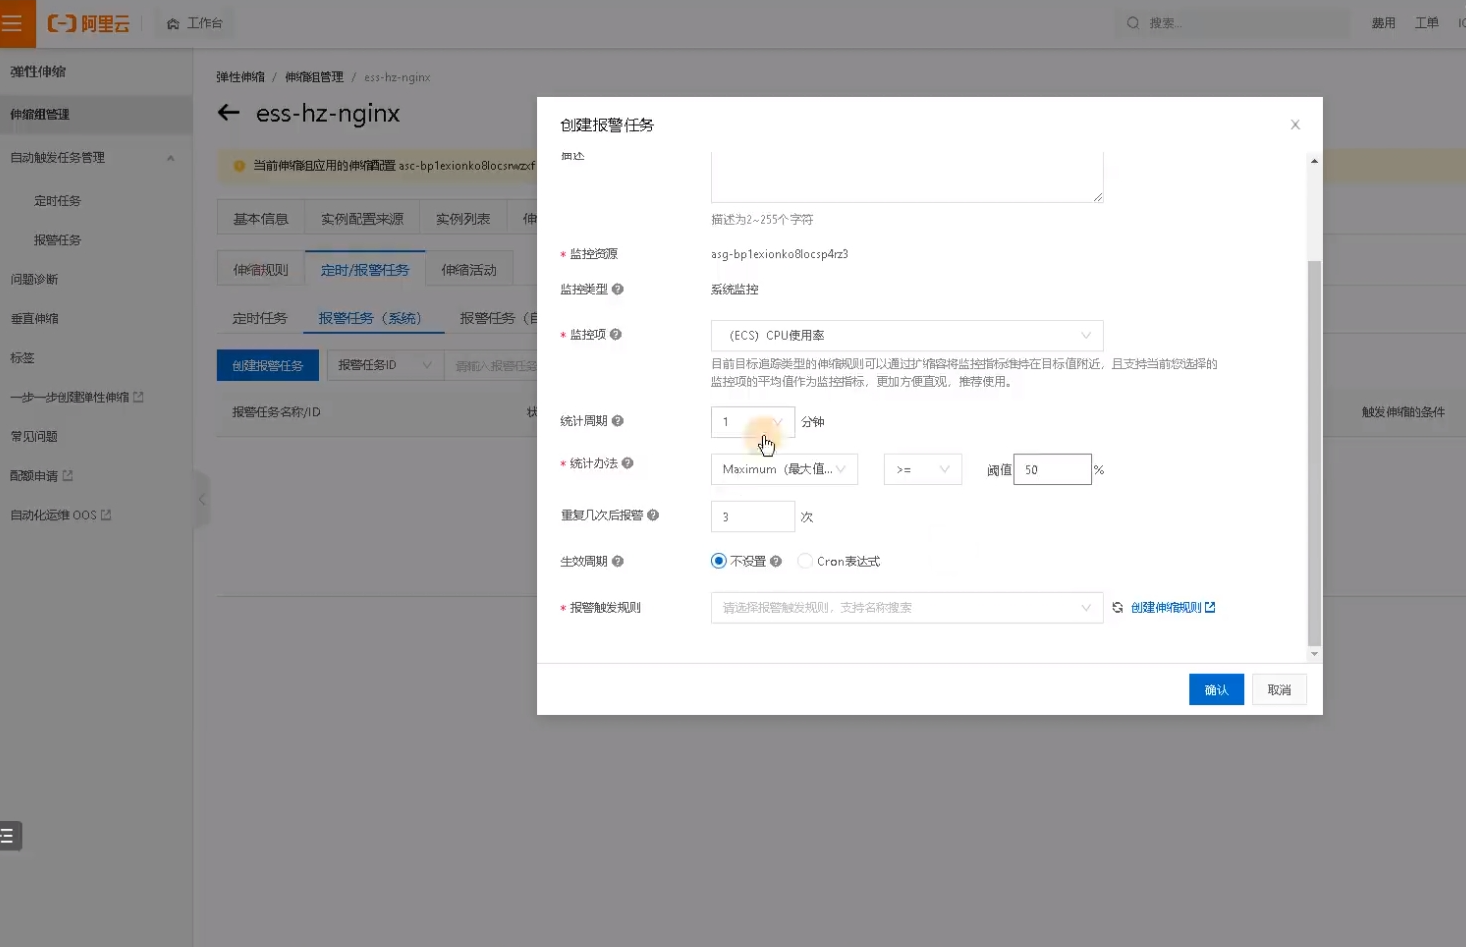 阿里云
工作台
搜索...
费用
工单
弹性伸缩
伸缩组管理
自动触发任务管理
定时任务
报警任务
问题诊断
垂直伸缩
标签
一步一步创建弹性伸缩
常见问题
配额申请
自动化运维 OOS
弹性伸缩 / 伸缩组管理 / ess-hz-nginx
ess-hz-nginx
当前伸缩组应用的伸缩配置
基本信息
实例配置来源
实例列表
伸缩规则
定时/报警任务
伸缩活动
定时任务
报警任务（系统）
报警任务（
创建报警任务
报警任务ID
请输入报警任务
报警任务名称/ID
触发伸缩的条件
创建报警任务
描述
描述为2~255个字符
* 监控资源
asg-bp1exionko8locsp4rz3
监控类型
系统监控
* 监控项
（ECS）CPU使用率
目前目标追踪类型的伸缩规则可以通过扩缩容将监控指标维持在目标值附近，且支持当前您选择的
监控项的平均值作为监控指标，更加方便直观，推荐使用。
统计周期
1 分钟
* 统计办法
Maximum（最大值...
>=
阈值 50 %
重复几次后报警
3 次
生效周期
不设置
Cron表达式
* 报警触发规则
请选择报警触发规则，支持名称搜索
创建伸缩规则
确认
取消